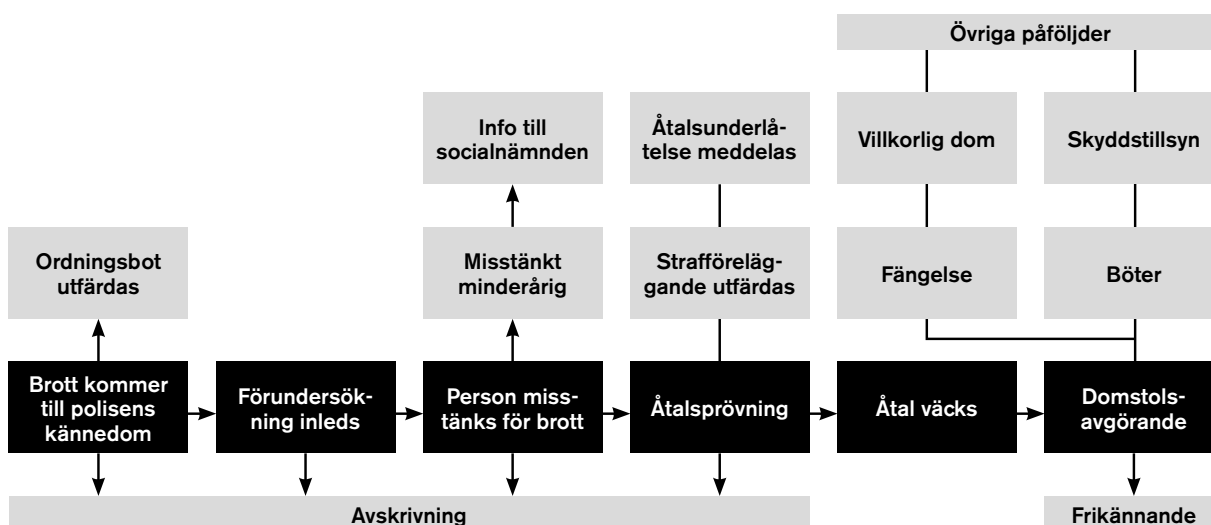 Övriga påföljder
Info till
socialnämnden
Åtalsunderlå-
telse meddelas
Villkorlig dom
Skyddstillsyn
Ordningsbot
utfärdas
Misstänkt
minderårig
Strafföreläg-
gande utfärdas
Fängelse
Böter
Brott kommer
till polisens
kännedom
Förundersök-
ning inleds
Person miss-
tänks för brott
Åtalsprövning
Åtal väcks
Domstols-
avgörande
Avskrivning
Frikännande